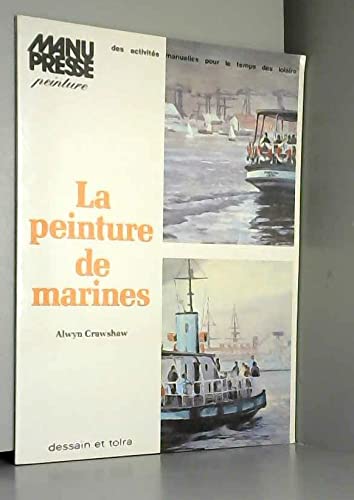 MANU
PRESSE
peinture
des activités manuelles pour le temps des loisirs
La
peinture
de
marines
Alwyn Crawshaw
dessain et tolra